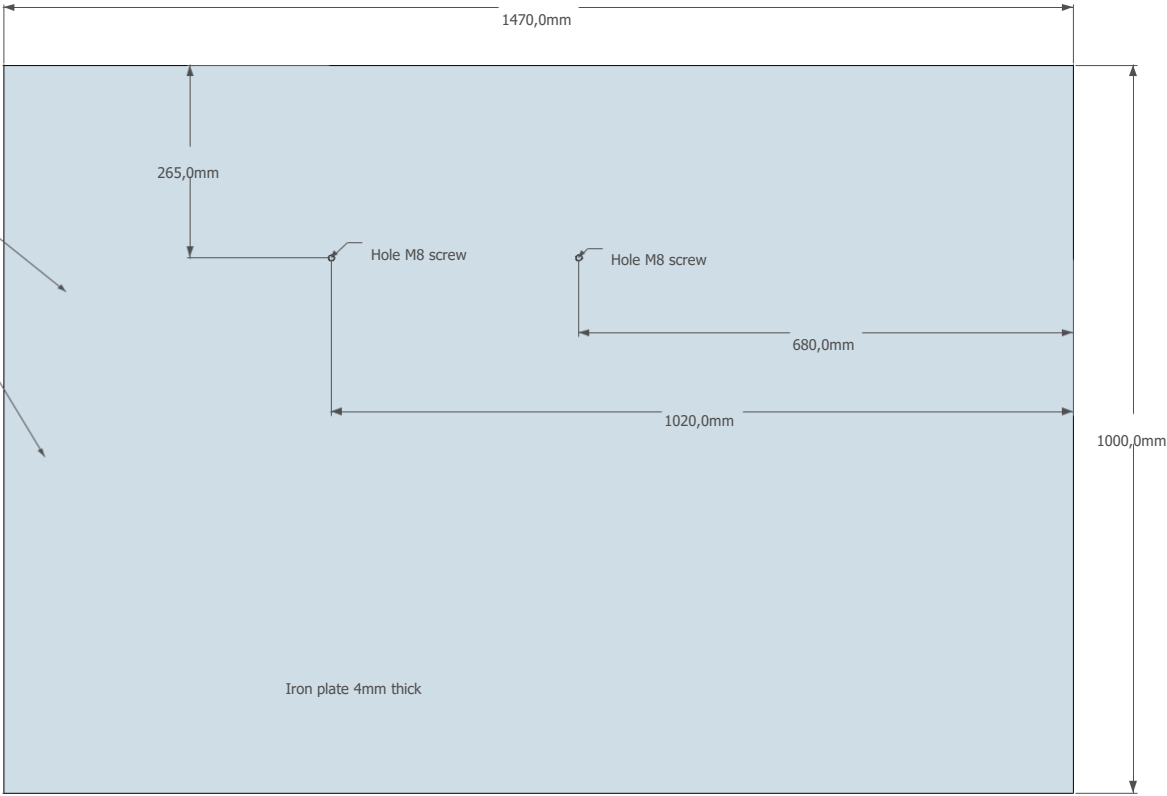 1470,0mm
265,0mm
Hole M8 screw
Hole M8 screw
680,0mm
1020,0mm
1000,0mm
Iron plate 4mm thick